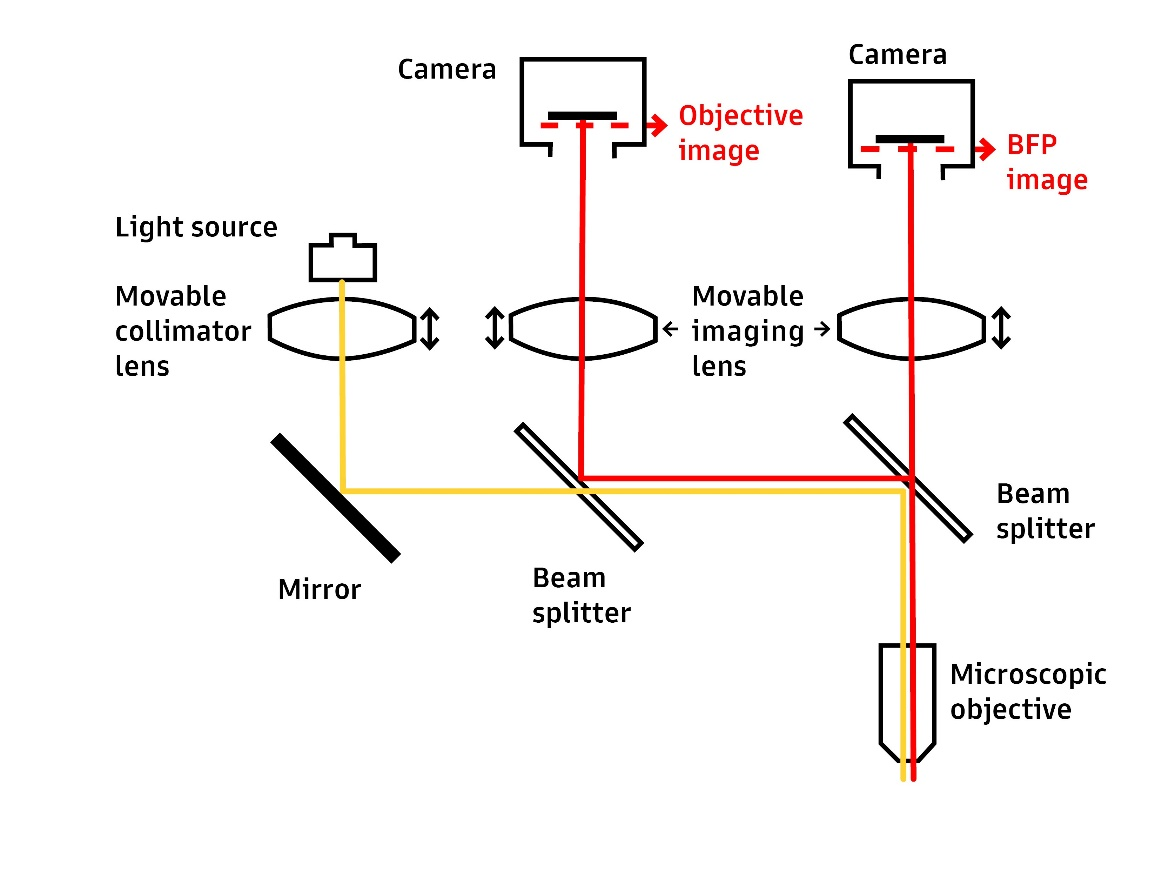 Camera
Camera
Objective
image
BFP
image
Light source
Movable
collimator
lens
Movable
imaging
lens
Beam
splitter
Mirror
Beam
splitter
Microscopic
objective